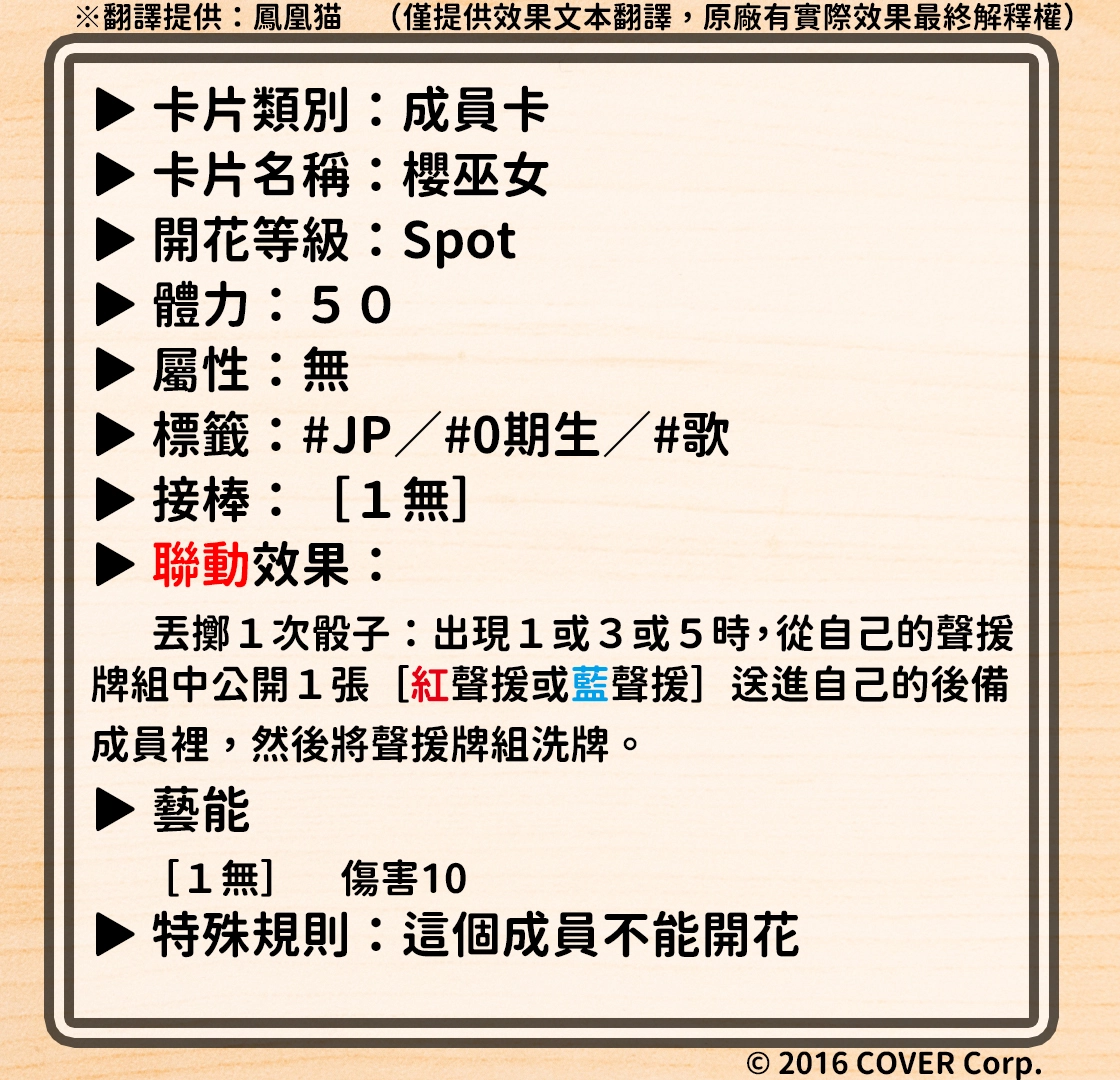 ※翻譯提供：鳳凰猫　（僅提供效果文本翻譯，原廠有實際效果最終解釋權）
▶ 卡片類別：成員卡
▶ 卡片名稱：櫻巫女
▶ 開花等級：Spot
▶ 體力：５０
▶ 屬性：無
▶ 標籤：#JP／#0期生／#歌
▶ 接棒：［１無］
▶ 聯動效果：
丟擲１次骰子：出現１或３或５時，從自己的聲援
牌組中公開１張［紅聲援或藍聲援］送進自己的後備
成員裡，然後將聲援牌組洗牌。
▶ 藝能
［１無］　傷害10
▶ 特殊規則：這個成員不能開花
© 2016 COVER Corp.